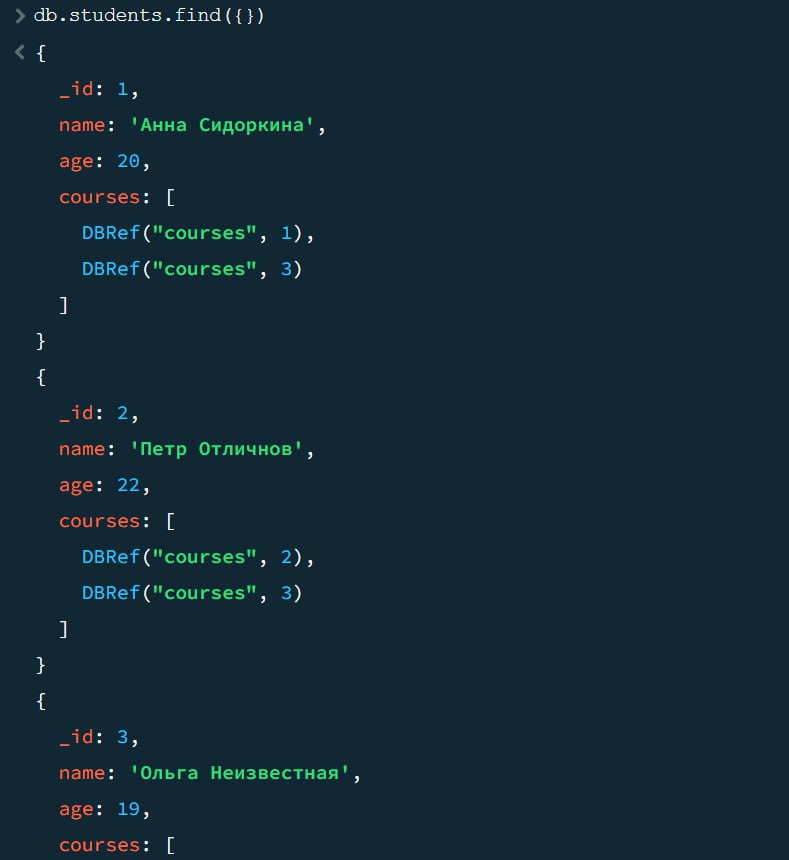 > db.students.find({})
< {
_id: 1,
name: 'Анна Сидоркина',
age: 20,
courses: [
DBRef("courses", 1),
DBRef("courses", 3)
]
}
{
_id: 2,
name: 'Петр Отличнов',
age: 22,
courses: [
DBRef("courses", 2),
DBRef("courses", 3)
]
}
{
_id: 3,
name: 'Ольга Неизвестная',
age: 19,
courses: [